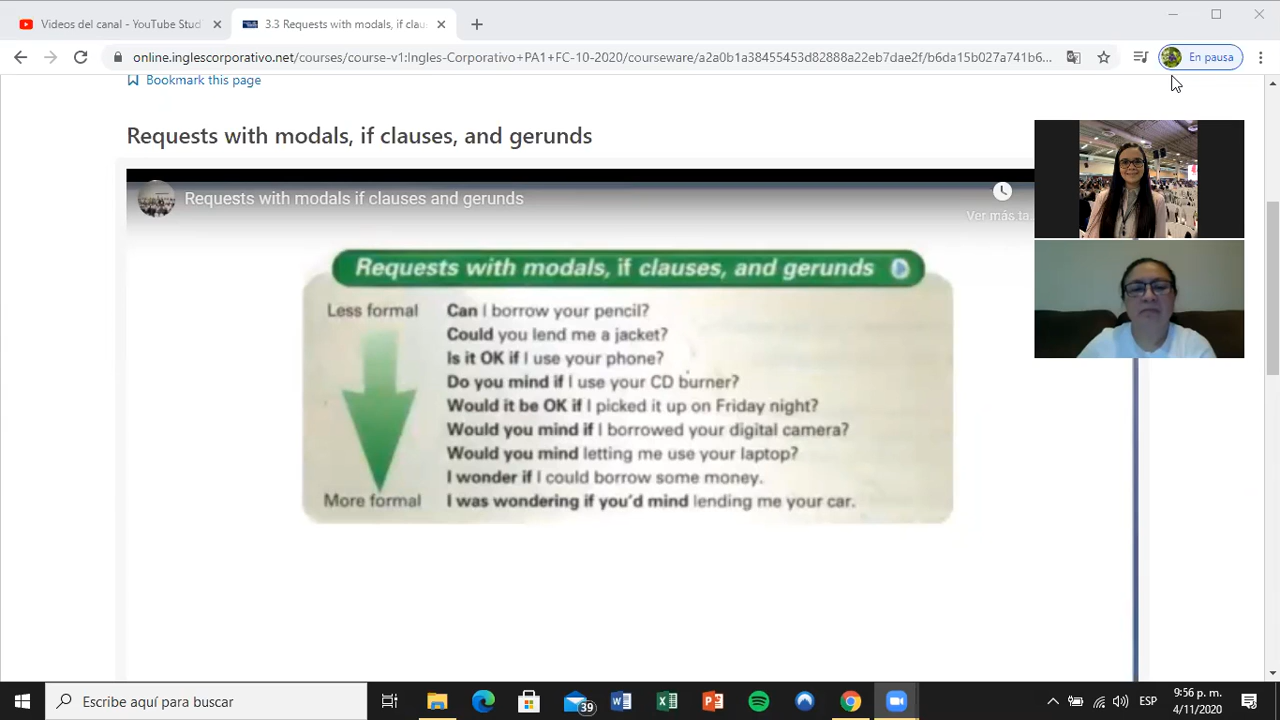 Videos del canal - YouTube Stud
3.3 Requests with modals, if clau
online.inglescorporativo.net/courses/course-v1:Ingles-Corporativo+PA1+FC-10-2020/courseware/a2a0b1a38455453d82888a22eb7dae2f/b6da15b027a741b6...
En pausa
Bookmark this page
Requests with modals, if clauses, and gerunds
Requests with modals if clauses and gerunds
Ver más ta
Requests with modals, if clauses, and gerunds
Less formal
Can I borrow your pencil?
Could you lend me a jacket?
Is it OK if I use your phone?
Do you mind if I use your CD burner?
Would it be OK if I picked it up on Friday night?
Would you mind if I borrowed your digital camera?
Would you mind letting me use your laptop?
I wonder if I could borrow some money.
More formal
I was wondering if you'd mind lending me your car.
Escribe aquí para buscar
39
ESP
9:56 p. m.
4/11/2020